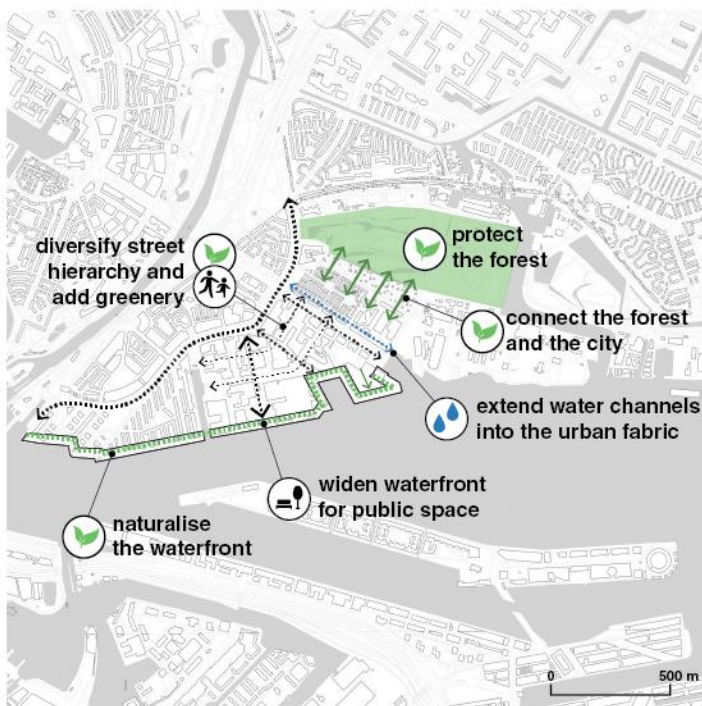 diversify street
hierarchy and
add greenery
protect
the forest
connect the forest
and the city
extend water channels
into the urban fabric
widen waterfront
for public space
naturalise
the waterfront
0 500 m